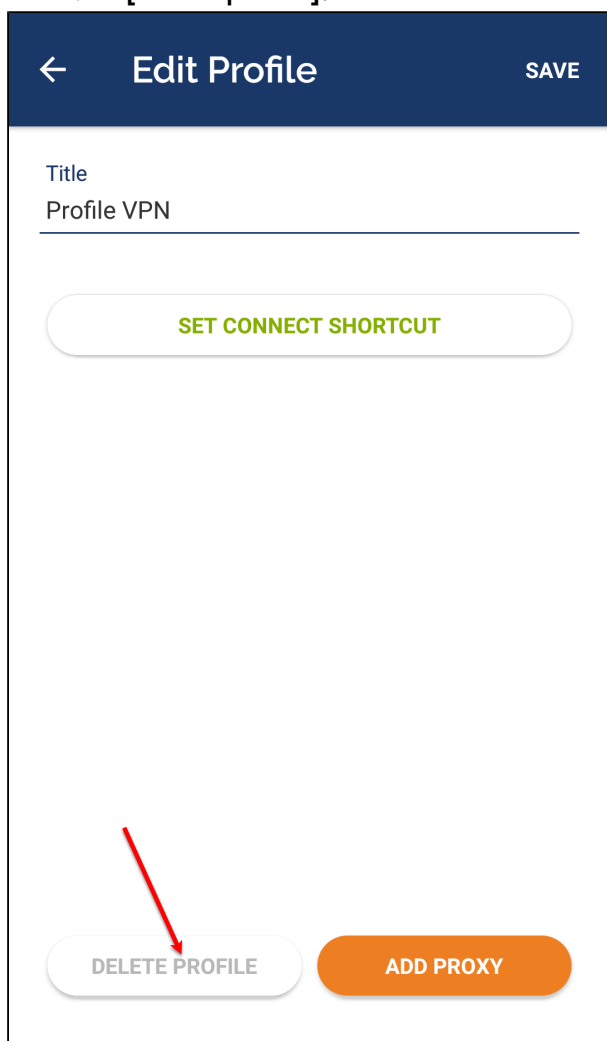 Edit Profile SAVE
Title
Profile VPN
SET CONNECT SHORTCUT
DELETE PROFILE ADD PROXY